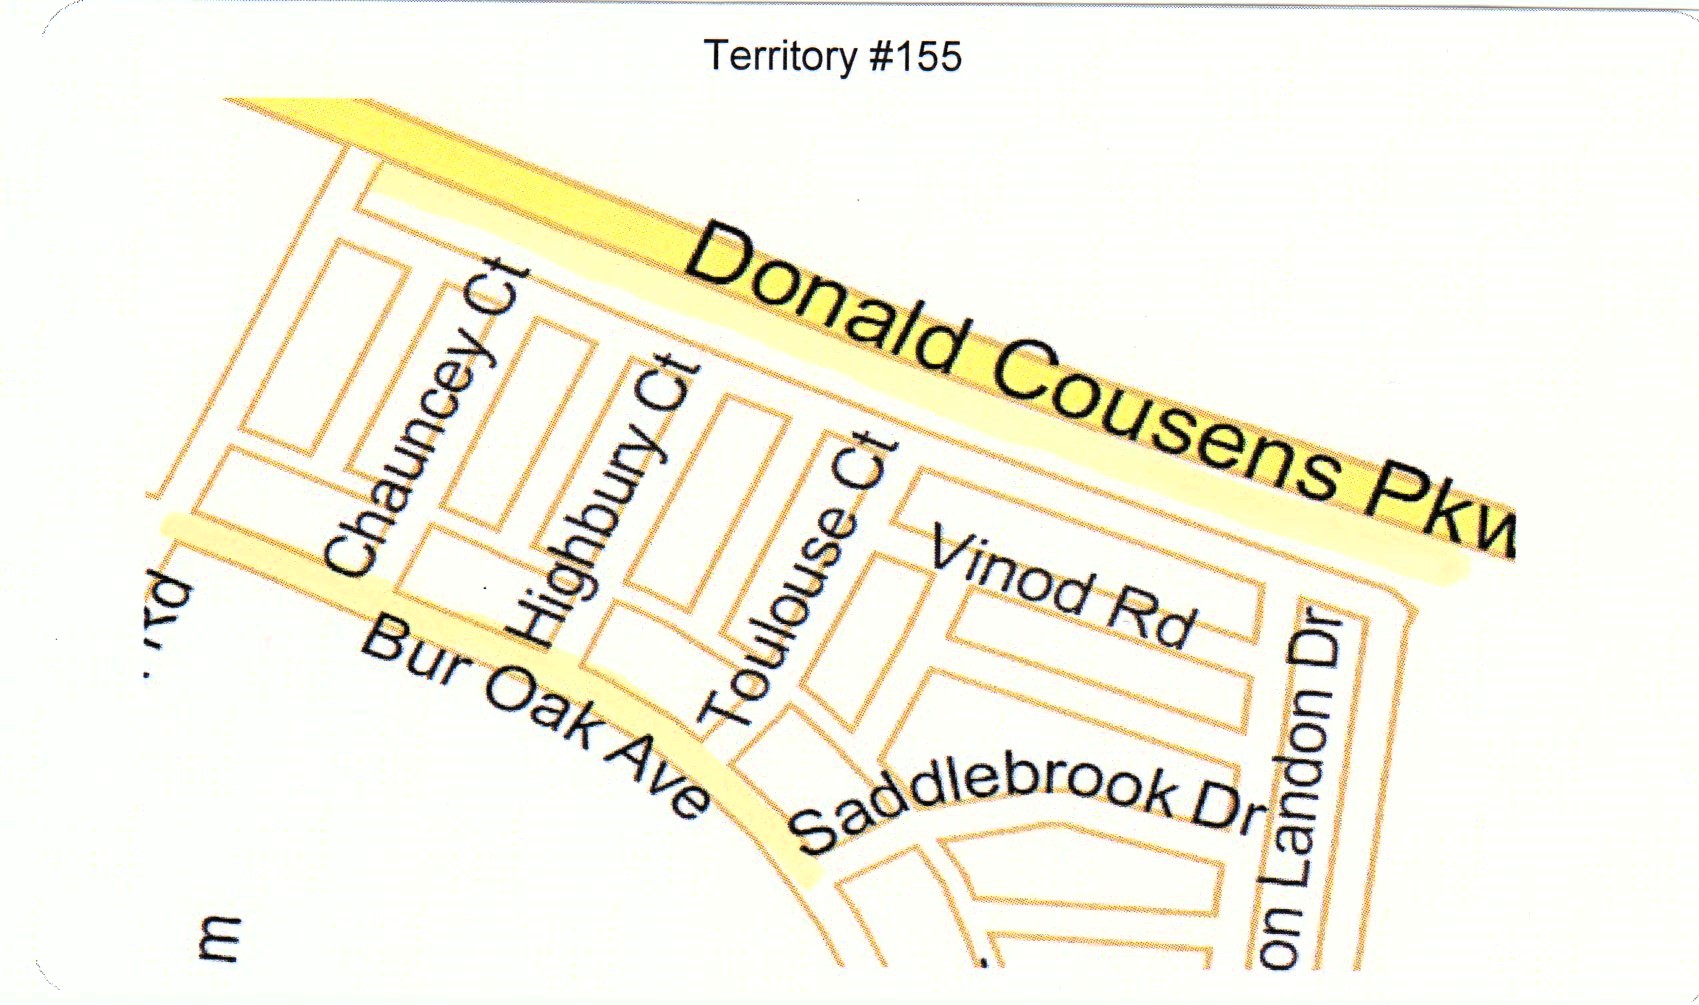 Territory #155
Donald Cousens Pkw
Chauncey Ct
Highbury Ct
Toulouse Ct
Vinod Rd
Rd
Bur Oak Ave
Saddlebrook Dr
on Landon Dr
m